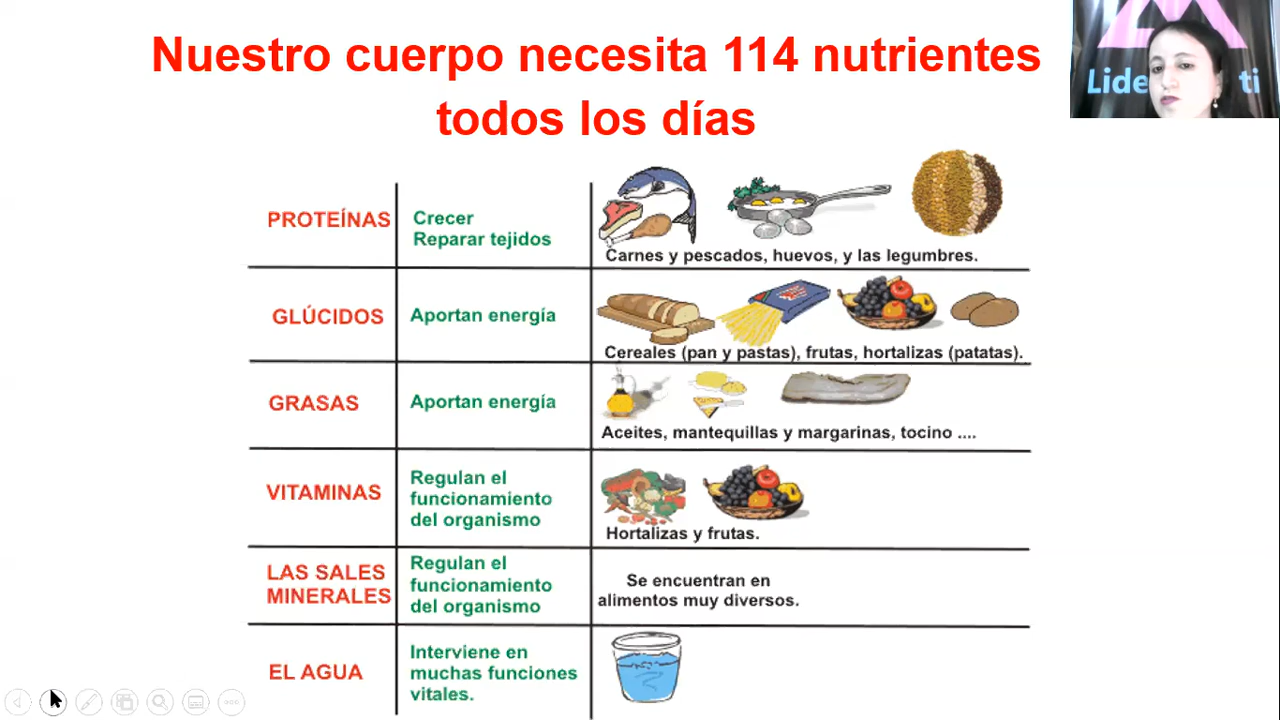 Nuestro cuerpo necesita 114 nutrientes
todos los días
PROTEÍNAS
Crecer
Reparar tejidos
Carnes y pescados, huevos, y las legumbres.
GLÚCIDOS
Aportan energía
Cereales (pan y pastas), frutas, hortalizas (patatas).
GRASAS
Aportan energía
Aceites, mantequillas y margarinas, tocino ....
VITAMINAS
Regulan el
funcionamiento
del organismo
Hortalizas y frutas.
LAS SALES
MINERALES
Regulan el
funcionamiento
del organismo
Se encuentran en
alimentos muy diversos.
EL AGUA
Interviene en
muchas funciones
vitales.